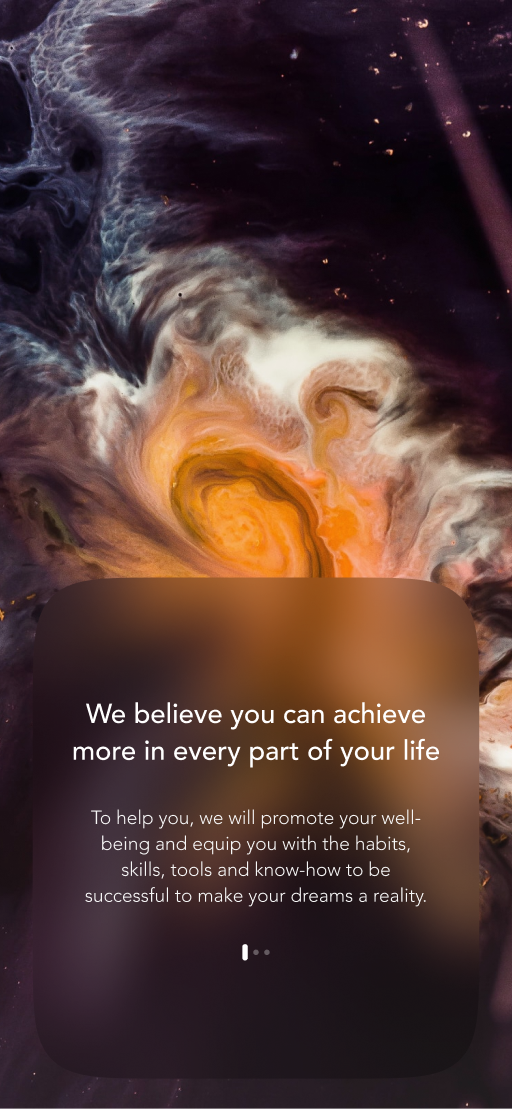 We believe you can achieve
more in every part of your life
To help you, we will promote your well-
being and equip you with the habits,
skills, tools and know-how to be
successful to make your dreams a reality.